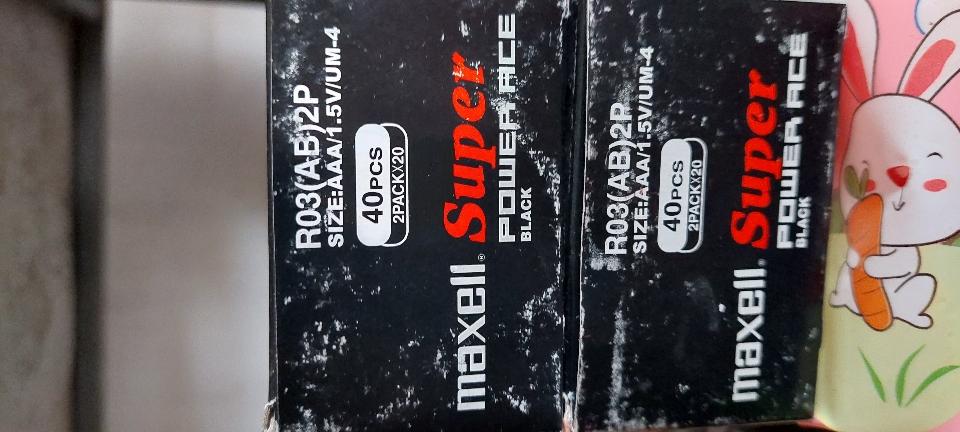 R03(AB)2P
SIZE:AAA/1.5V/UM-4
40PCS
2PACKX20
maxell® Super
POWER ACE
BLACK
R03(AB)2P
SIZE:AAA/1.5V/UM-4
40PCS
2PACKX20
maxell® Super
POWER ACE
BLACK